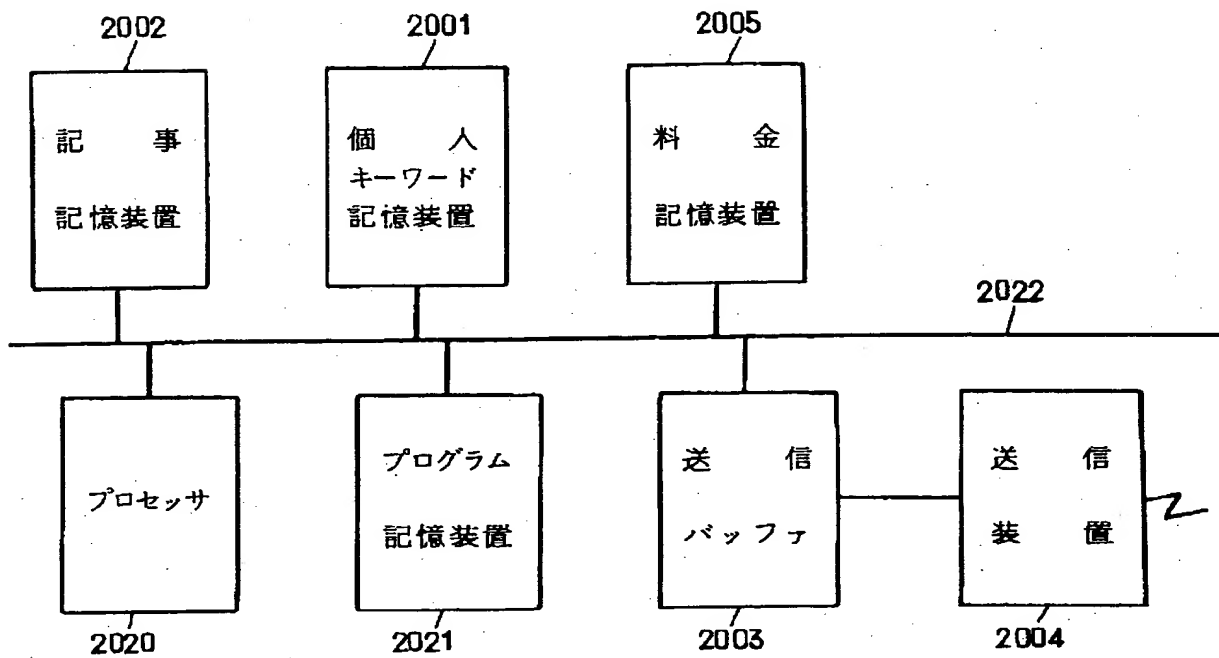 2002
2001
2005
記事
記憶装置
個人
キーワード
記憶装置
料金
記憶装置
2022
プロセッサ
プログラム
記憶装置
送信
バッファ
送信
装置
2020
2021
2003
2004